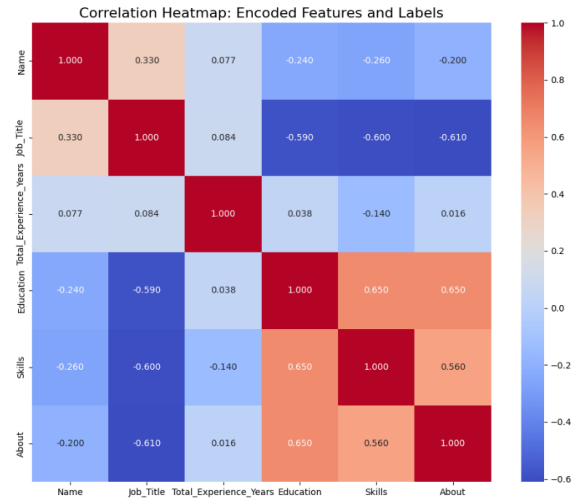 Correlation Heatmap: Encoded Features and Labels
Name
1.000 0.330 0.077 -0.240 -0.260 -0.200
Job_Title
0.330 1.000 0.084 -0.590 -0.600 -0.610
Total_Experience_Years
0.077 0.084 1.000 0.038 -0.140 0.016
Education
-0.240 -0.590 0.038 1.000 0.650 0.650
Skills
-0.260 -0.600 -0.140 0.650 1.000 0.560
About
-0.200 -0.610 0.016 0.650 0.560 1.000
Name Job_Title Total_Experience_Years Education Skills About
1.0
0.8
0.6
0.4
0.2
0.0
−0.2
−0.4
−0.6